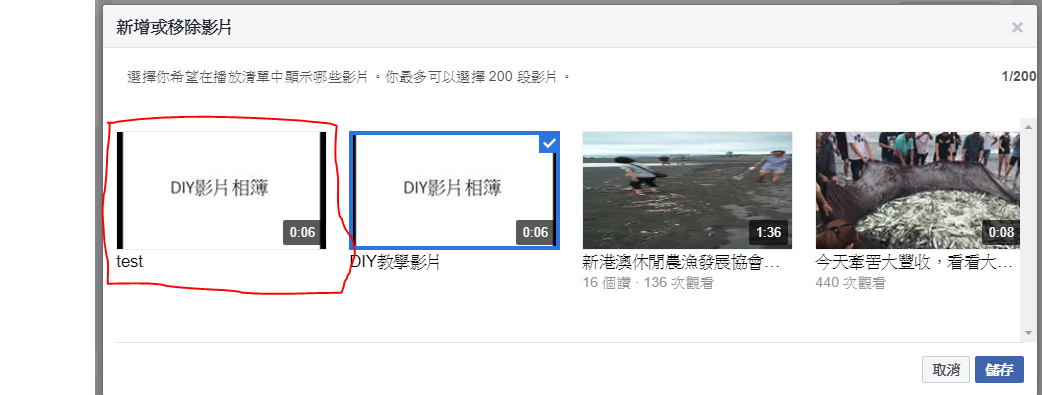 新增或移除影片
選擇你希望在播放清單中顯示哪些影片。你最多可以選擇 200 段影片。
1/200
DIY影片相簿
0:06
DIY影片相簿
0:06
1:36
0:08
test
DIY教學影片
新港澳休閒農漁發展協會…
今天牽罟大豐收，看看大…
16 個讚 · 136 次觀看
440 次觀看
取消
儲存